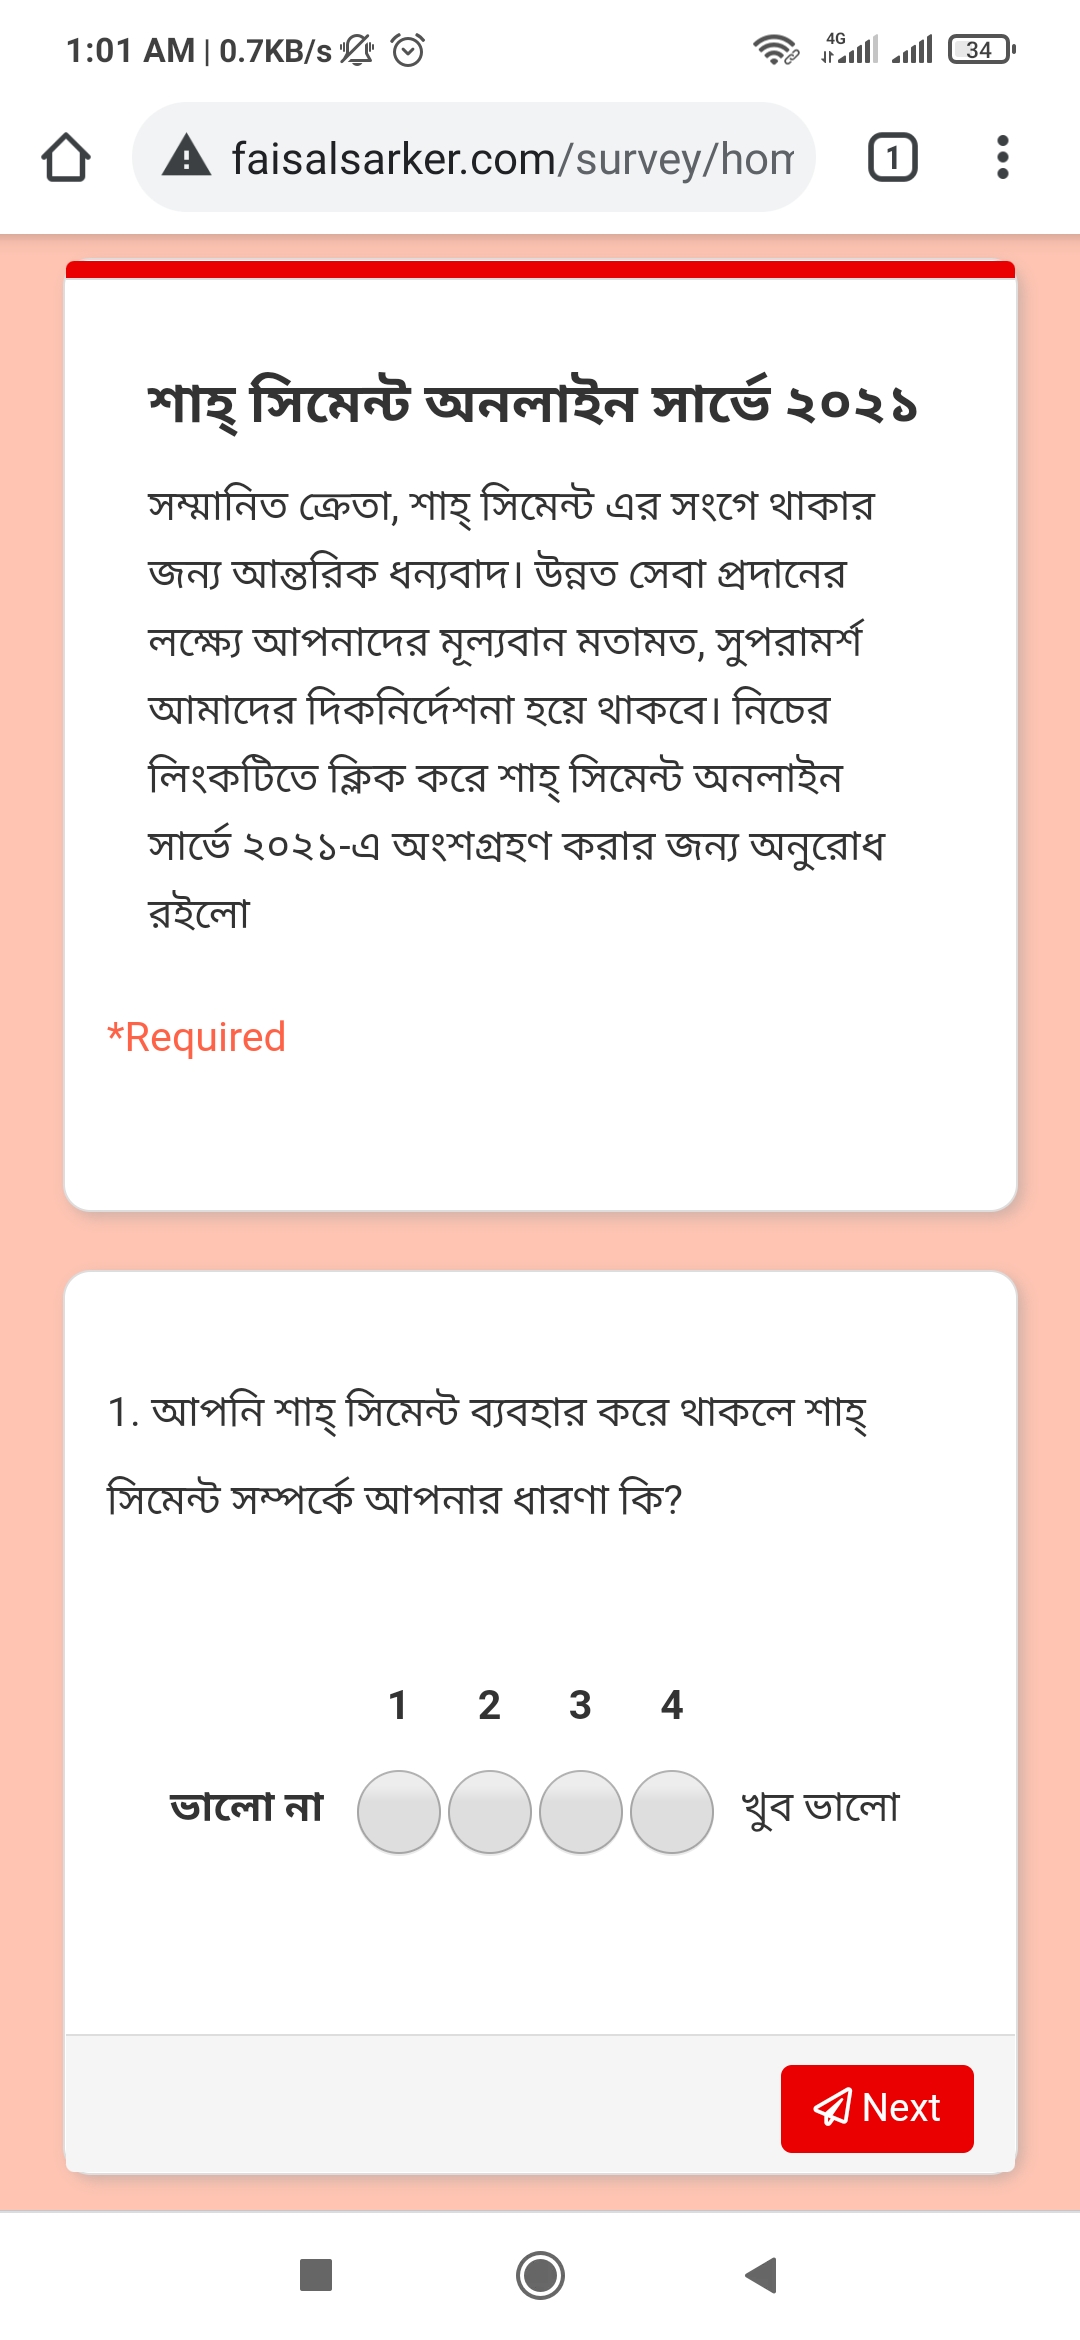 1:01 AM | 0.7KB/s
4G
34
faisalsarker.com/survey/hom
1
শাহ্ সিমেন্ট অনলাইন সার্ভে ২০২১
সম্মানিত ক্রেতা, শাহ্ সিমেন্ট এর সংগে থাকার
জন্য আন্তরিক ধন্যবাদ। উন্নত সেবা প্রদানের
লক্ষ্যে আপনাদের মূল্যবান মতামত, সুপরামর্শ
আমাদের দিকনির্দেশনা হয়ে থাকবে। নিচের
লিংকটিতে ক্লিক করে শাহ্ সিমেন্ট অনলাইন
সার্ভে ২০২১-এ অংশগ্রহণ করার জন্য অনুরোধ
রইলো
*Required
1. আপনি শাহ্ সিমেন্ট ব্যবহার করে থাকলে শাহ্
সিমেন্ট সম্পর্কে আপনার ধারণা কি?
1 2 3 4
ভালো না খুব ভালো
Next